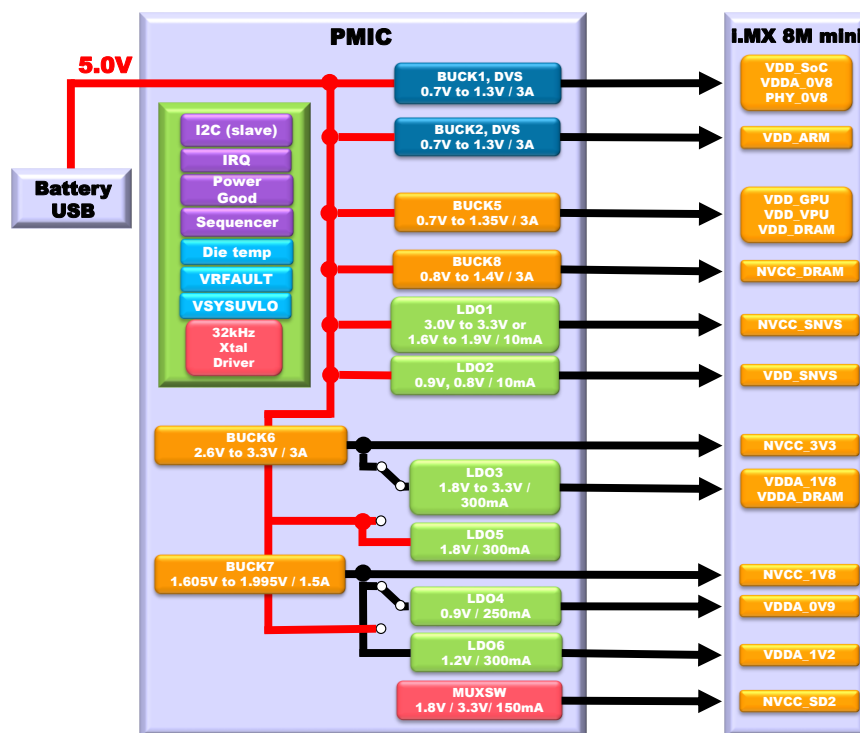 PMIC
i.MX 8M mini
5.0V
Battery
USB
I2C (slave)
IRQ
Power
Good
Sequencer
Die temp
VRFAULT
VSYSUVLO
32kHz
Xtal
Driver
BUCK1, DVS
0.7V to 1.3V / 3A
VDD_SoC
VDDA_0V8
PHY_0V8
BUCK2, DVS
0.7V to 1.3V / 3A
VDD_ARM
BUCK5
0.7V to 1.35V / 3A
VDD_GPU
VDD_VPU
VDD_DRAM
BUCK8
0.8V to 1.4V / 3A
NVCC_DRAM
LDO1
3.0V to 3.3V or
1.6V to 1.9V / 10mA
NVCC_SNVS
LDO2
0.9V, 0.8V / 10mA
VDD_SNVS
BUCK6
2.6V to 3.3V / 3A
NVCC_3V3
LDO3
1.8V to 3.3V /
300mA
VDDA_1V8
VDDA_DRAM
LDO5
1.8V / 300mA
BUCK7
1.605V to 1.995V / 1.5A
NVCC_1V8
LDO4
0.9V / 250mA
VDDA_0V9
LDO6
1.2V / 300mA
VDDA_1V2
MUXSW
1.8V / 3.3V/ 150mA
NVCC_SD2